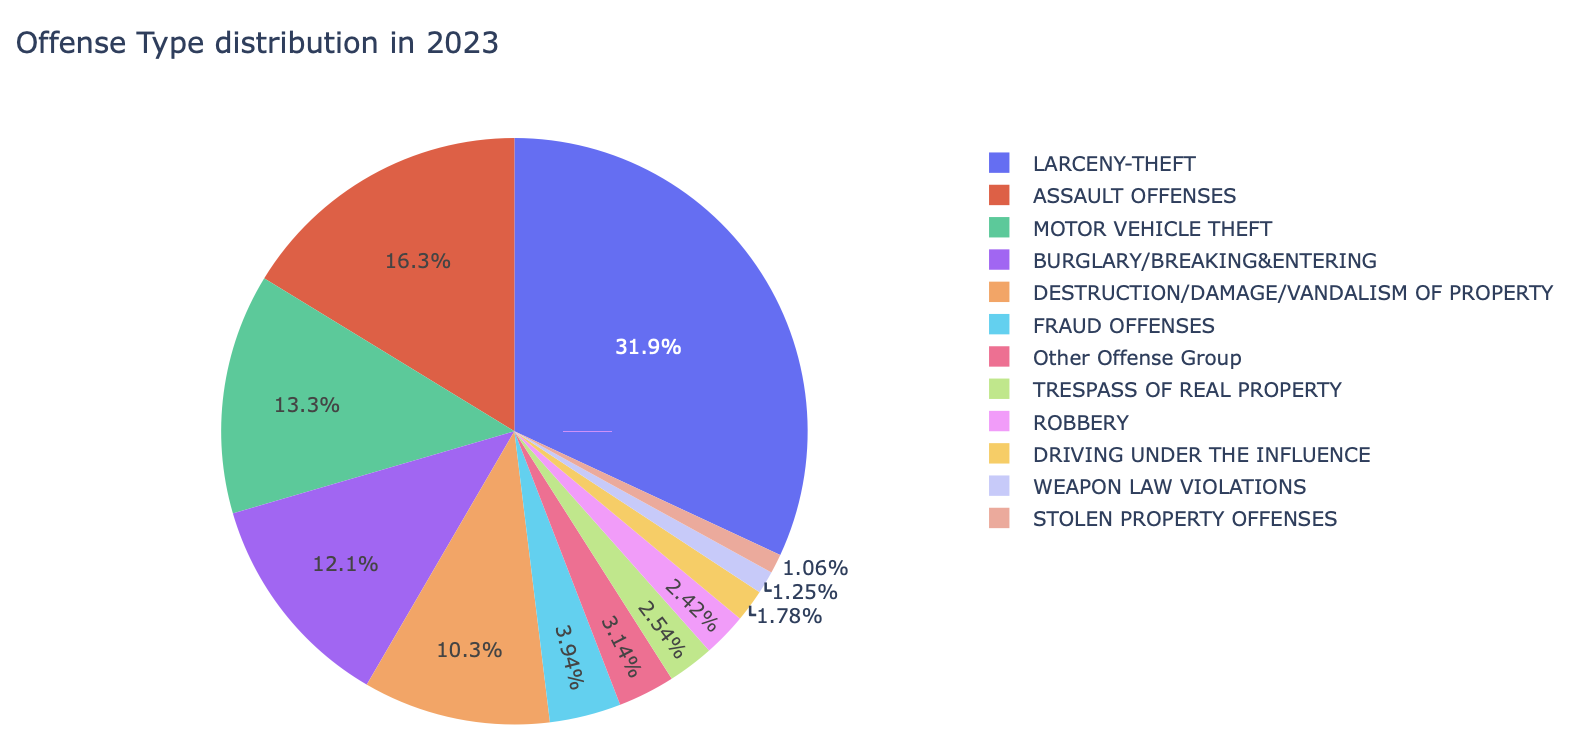 Offense Type distribution in 2023
31.9%
16.3%
13.3%
12.1%
10.3%
3.94%
3.14%
2.54%
2.42%
1.78%
1.25%
1.06%
LARCENY-THEFT
ASSAULT OFFENSES
MOTOR VEHICLE THEFT
BURGLARY/BREAKING&ENTERING
DESTRUCTION/DAMAGE/VANDALISM OF PROPERTY
FRAUD OFFENSES
Other Offense Group
TRESPASS OF REAL PROPERTY
ROBBERY
DRIVING UNDER THE INFLUENCE
WEAPON LAW VIOLATIONS
STOLEN PROPERTY OFFENSES